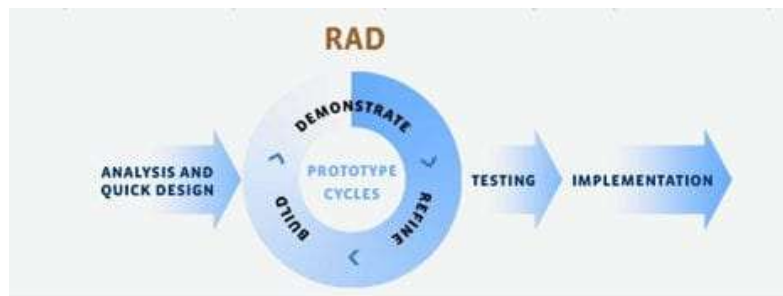 RAD
ANALYSIS AND
QUICK DESIGN
DEMONSTRATE
REFINE
BUILD
PROTOTYPE
CYCLES
TESTING
IMPLEMENTATION